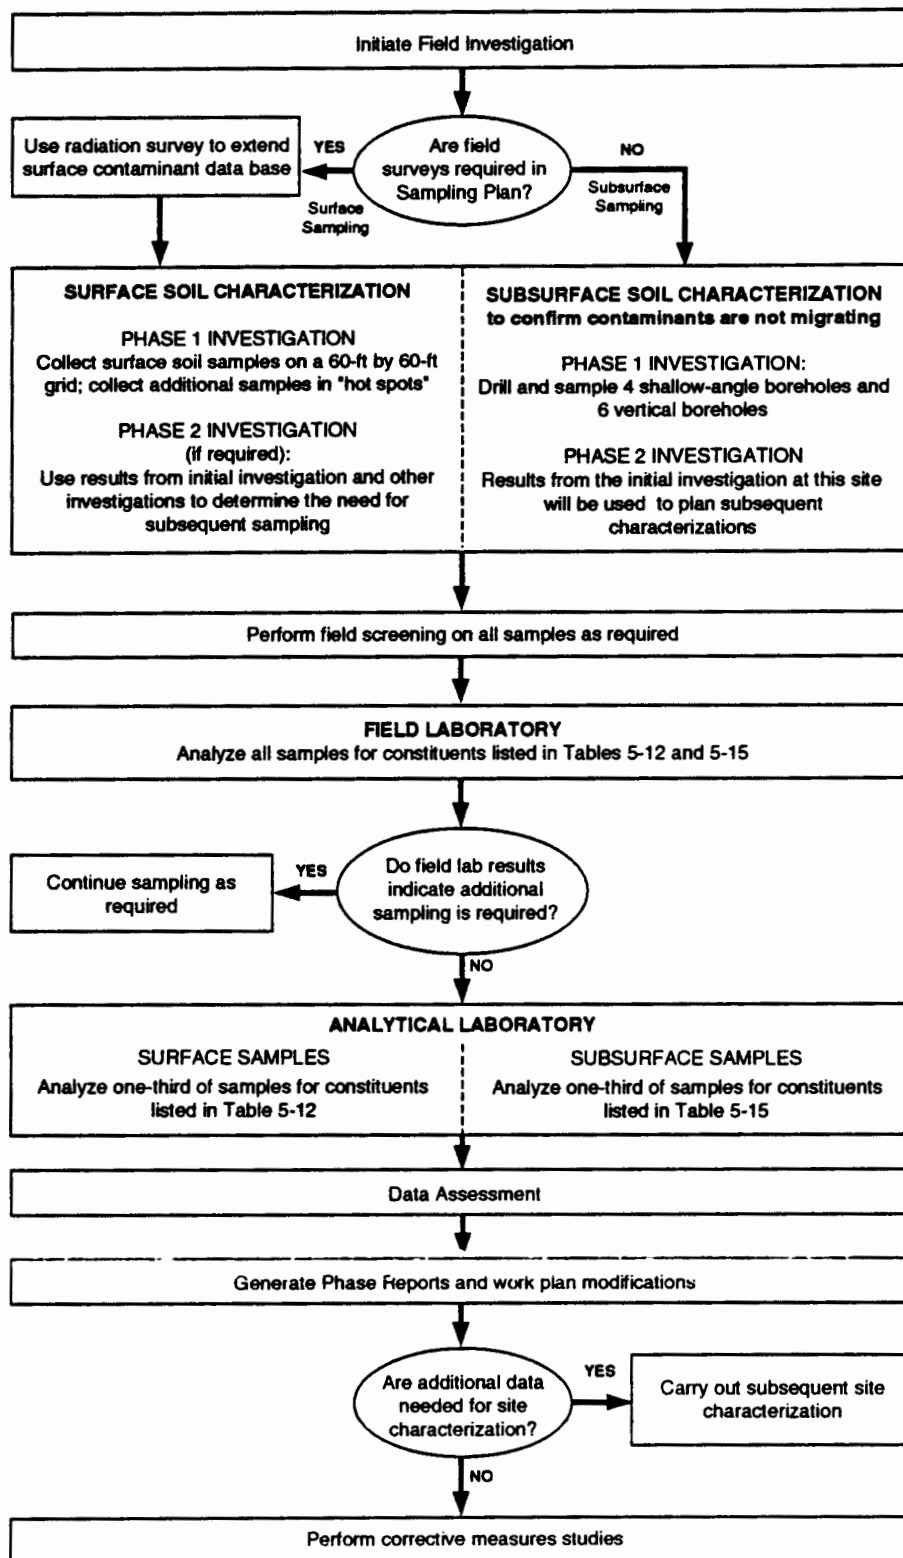 Initiate Field Investigation
Use radiation survey to extend
surface contaminant data base
YES
Are field
surveys required in
Sampling Plan?
NO
Surface
Sampling
Subsurface
Sampling
SURFACE SOIL CHARACTERIZATION
PHASE 1 INVESTIGATION
Collect surface soil samples on a 60-ft by 60-ft
grid; collect additional samples in "hot spots"
PHASE 2 INVESTIGATION
(if required):
Use results from initial investigation and other
investigations to determine the need for
subsequent sampling
SUBSURFACE SOIL CHARACTERIZATION
to confirm contaminants are not migrating
PHASE 1 INVESTIGATION:
Drill and sample 4 shallow-angle boreholes and
6 vertical boreholes
PHASE 2 INVESTIGATION
Results from the initial investigation at this site
will be used to plan subsequent
characterizations
Perform field screening on all samples as required
FIELD LABORATORY
Analyze all samples for constituents listed in Tables 5-12 and 5-15
Continue sampling as
required
YES
Do field lab results
indicate additional
sampling is required?
NO
ANALYTICAL LABORATORY
SURFACE SAMPLES
Analyze one-third of samples for constituents
listed in Table 5-12
SUBSURFACE SAMPLES
Analyze one-third of samples for constituents
listed in Table 5-15
Data Assessment
Generate Phase Reports and work plan modifications
Are additional data
needed for site
characterization?
YES
Carry out subsequent site
characterization
NO
Perform corrective measures studies